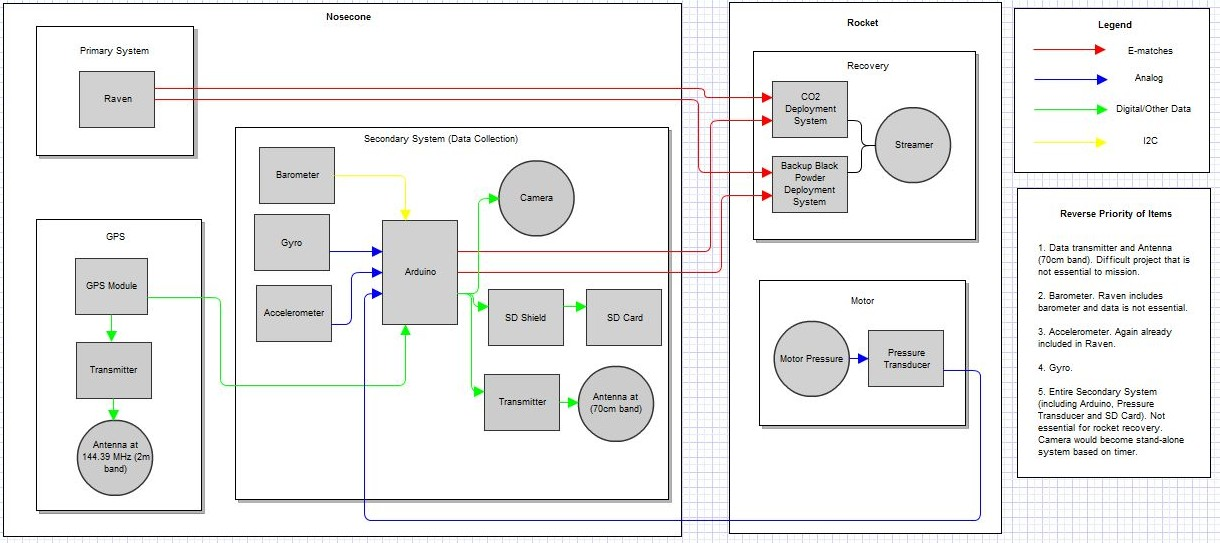 Nosecone
Primary System
Raven
GPS
GPS Module
Transmitter
Antenna at
144.39 MHz (2m
band)
Secondary System (Data Collection)
Barometer
Gyro
Accelerometer
Arduino
Camera
SD Shield
SD Card
Transmitter
Antenna at
(70cm band)
Rocket
Recovery
CO2
Deployment
System
Backup Black
Powder
Deployment
System
Streamer
Motor
Motor Pressure
Pressure
Transducer
Legend
E-matches
Analog
Digital/Other Data
I2C
Reverse Priority of Items
1. Data transmitter and Antenna
(70cm band). Difficult project that is
not essential to mission.
2. Barometer. Raven includes
barometer and data is not essential.
3. Accelerometer. Again already
included in Raven.
4. Gyro.
5. Entire Secondary System
(including Arduino, Pressure
Transducer and SD Card). Not
essential for rocket recovery.
Camera would become stand-alone
system based on timer.